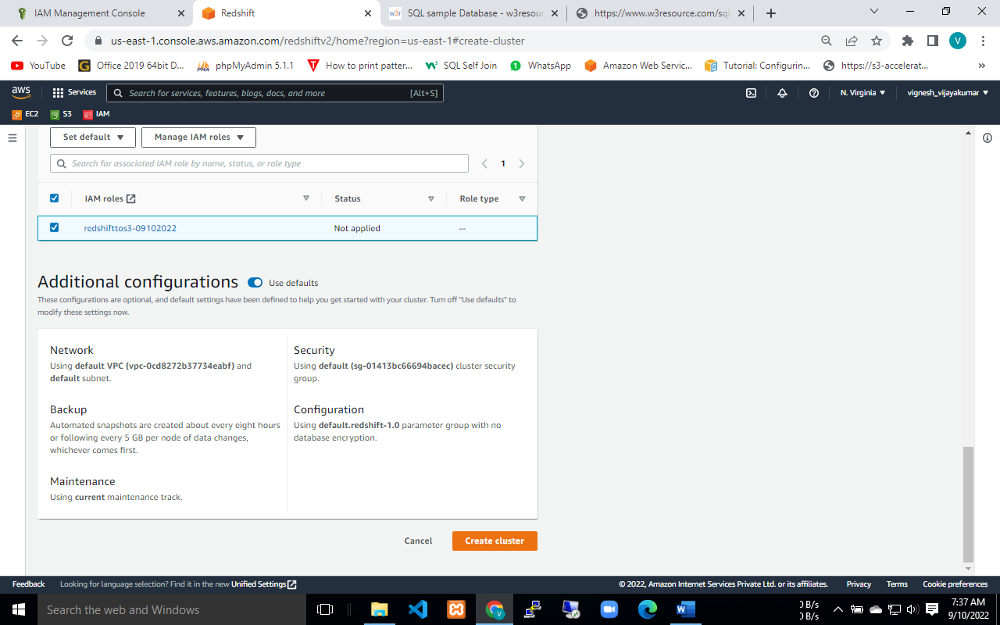 IAM Management Console
Redshift
SQL sample Database - w3resour
https://www.w3resource.com/sql
us-east-1.console.aws.amazon.com/redshiftv2/home?region=us-east-1#create-cluster
V
YouTube
Office 2019 64bit D...
phpMyAdmin 5.1.1
How to print patter...
SQL Self Join
WhatsApp
Amazon Web Servic...
Tutorial: Configurin...
https://s3-accelerat...
aws
Services
Search for services, features, blogs, docs, and more
[Alt+S]
N. Virginia
vignesh_vijayakumar
EC2
S3
IAM
Set default
Manage IAM roles
Search for associated IAM role by name, status, or role type
1
IAM roles
Status
Role type
redshifttos3-09102022
Not applied
--
Additional configurations
Use defaults
These configurations are optional, and default settings have been defined to help you get started with your cluster. Turn off "Use defaults" to
modify these settings now.
Network
Using default VPC (vpc-0cd8272b37734eabf) and
default subnet.
Security
Using default (sg-01413bc66694bacec) cluster security
group.
Backup
Automated snapshots are created about every eight hours
or following every 5 GB per node of data changes,
whichever comes first.
Configuration
Using default.redshift-1.0 parameter group with no
database encryption.
Maintenance
Using current maintenance track.
Cancel
Create cluster
Feedback
Looking for language selection? Find it in the new Unified Settings
© 2022, Amazon Internet Services Private Ltd. or its affiliates.
Privacy
Terms
Cookie preferences
Search the web and Windows
0 B/s
0 B/s
7:37 AM
9/10/2022